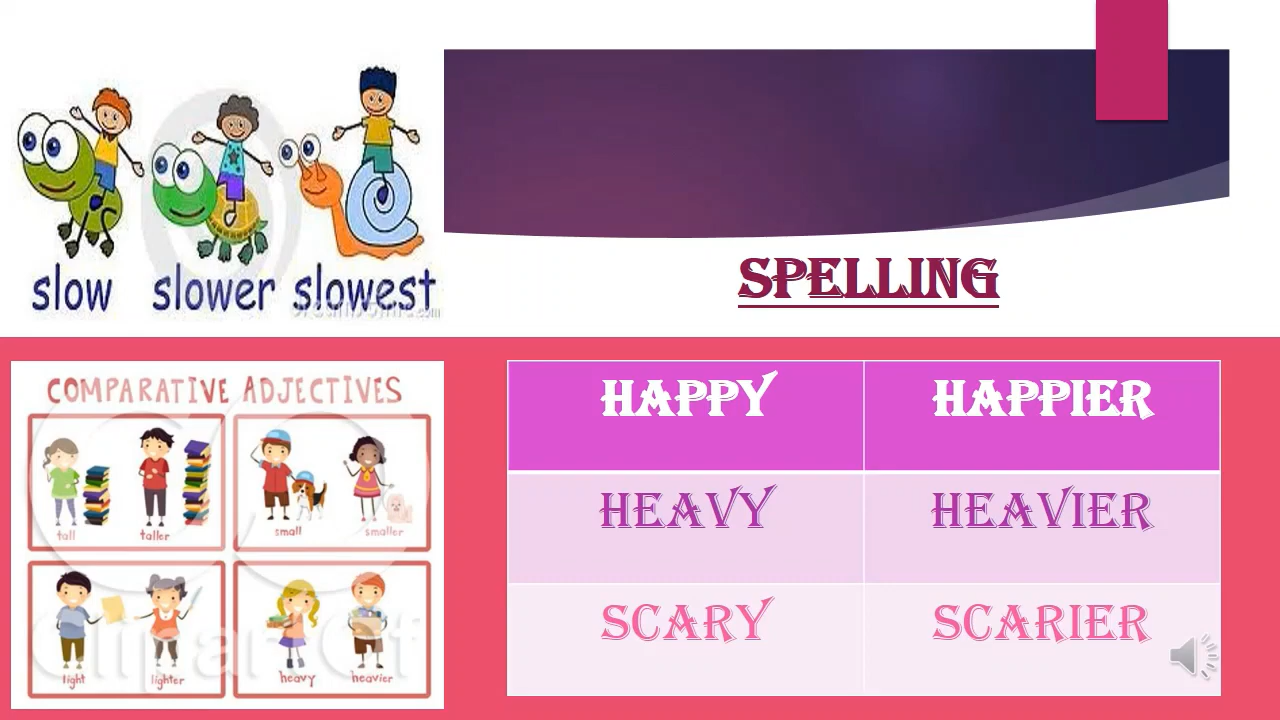 slow slower slowest
SPELLING
COMPARATIVE ADJECTIVES
tall taller small smaller
light lighter heavy heavier
HAPPY HAPPIER
HEAVY HEAVIER
SCARY SCARIER